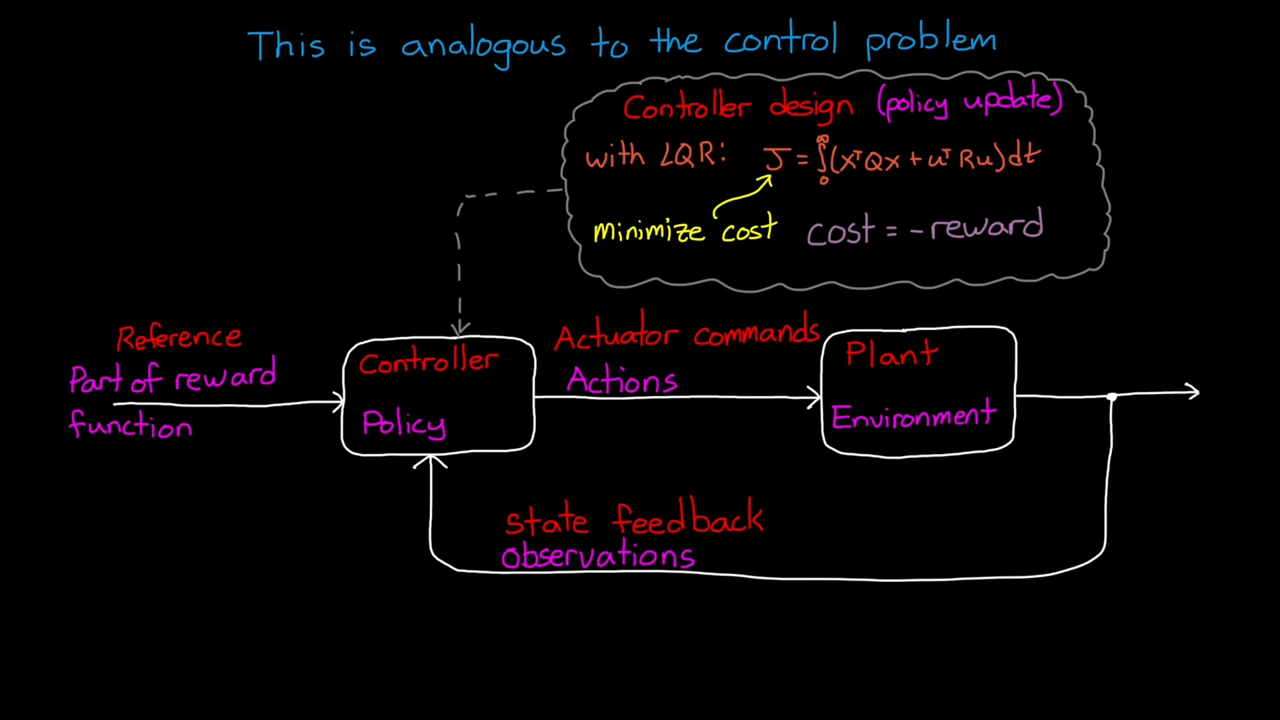 This is analogous to the control problem
Controller design (policy update)
with LQR: J = ∫₀^∞ (xᵀQx + uᵀRu)dt
minimize cost cost = -reward
Reference
Part of reward
function
Controller
Policy
Actuator commands
Actions
Plant
Environment
state feedback
observations